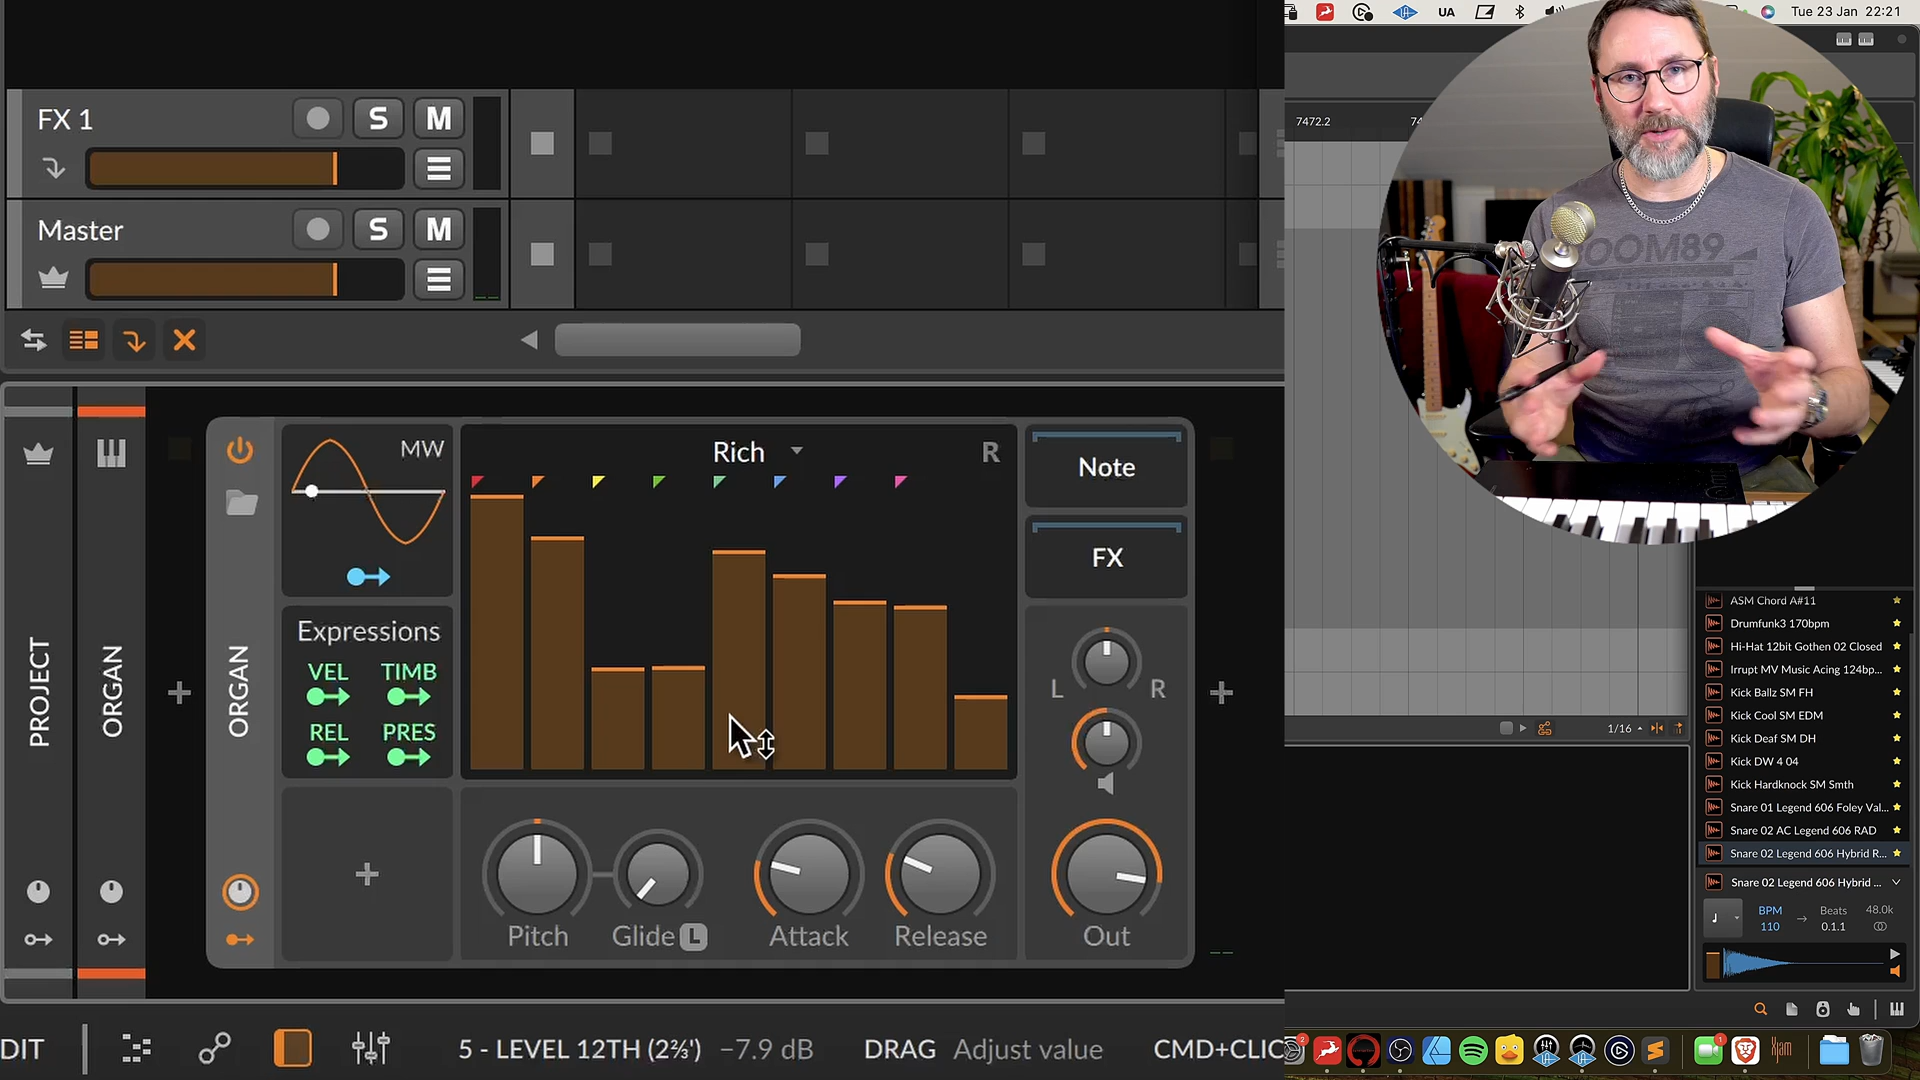 UA
Tue 23 Jan 22:21
FX 1
S
M
7472.2
OOM89
Master
S
M
MW
Rich
R
Note
FX
Expressions
VEL
TIMB
REL
PRES
PROJECT
ORGAN
ORGAN
L
R
Pitch
Glide
L
Attack
Release
Out
DIT
5 - LEVEL 12TH (2⅔')
−7.9 dB
DRAG
Adjust value
CMD+CLIC
1/16
ASM Chord A#11
Drumfunk3 170bpm
Hi-Hat 12bit Gothen 02 Closed
Irrupt MV Music Acing 124bp...
Kick Ballz SM FH
Kick Cool SM EDM
Kick Deaf SM DH
Kick DW 4 04
Kick Hardknock SM Smth
Snare 01 Legend 606 Foley Val...
Snare 02 AC Legend 606 RAD
Snare 02 Legend 606 Hybrid R...
Snare 02 Legend 606 Hybrid ...
BPM
Beats
48.0k
110
0.1.1